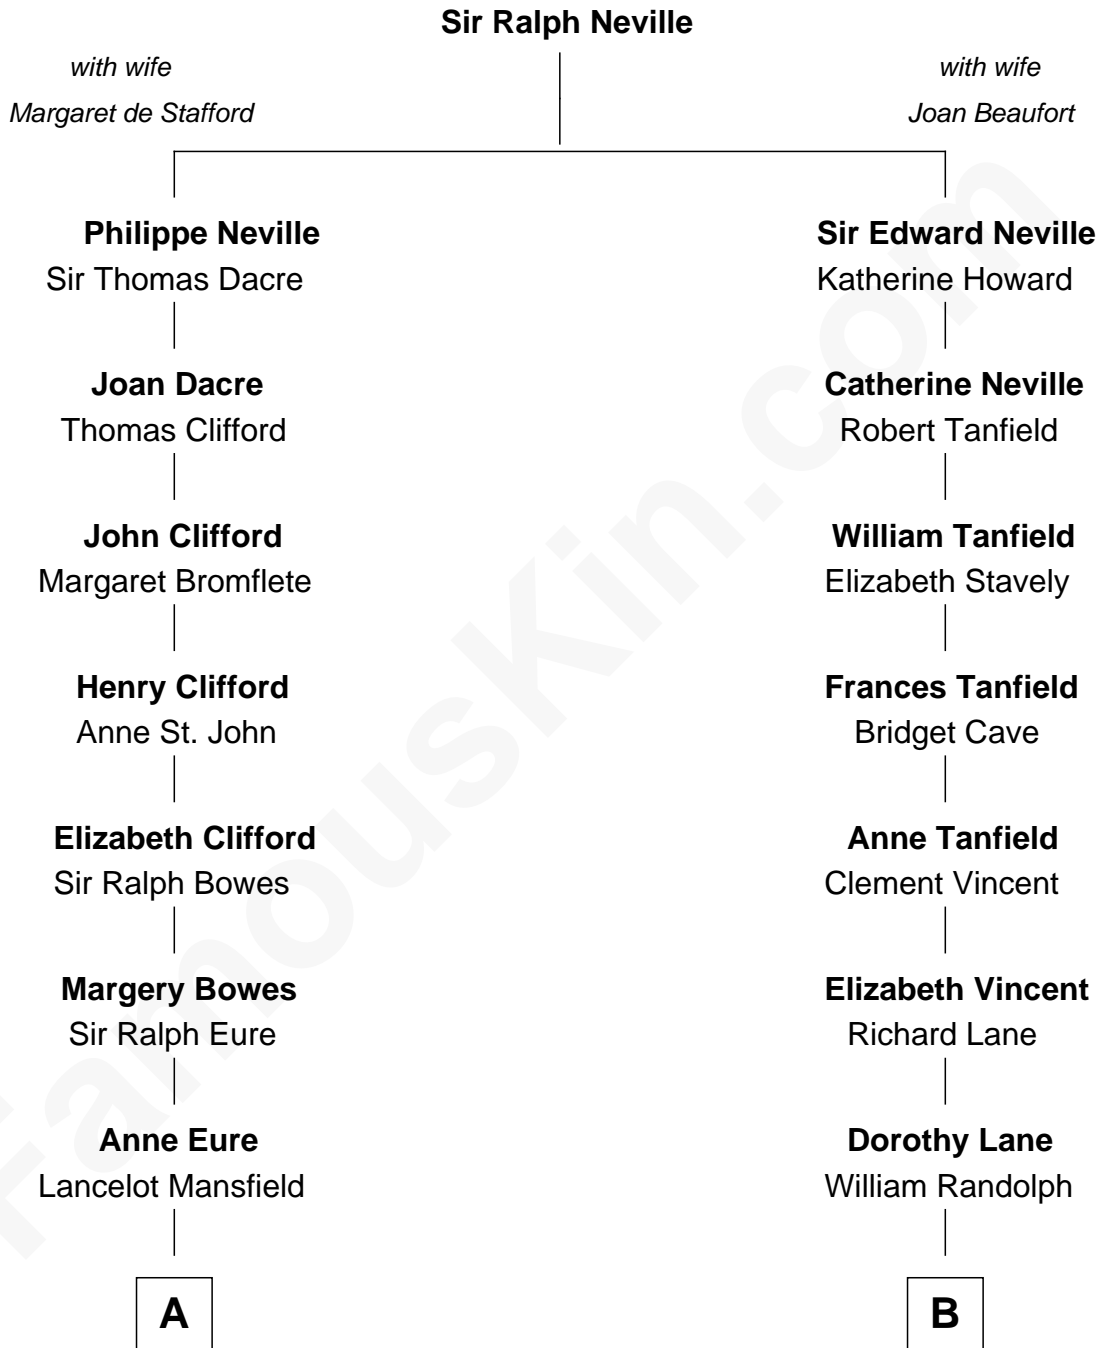 Sir Ralph Neville
with wife
Margaret de Stafford
with wife
Joan Beaufort
Philippe Neville
Sir Thomas Dacre
Sir Edward Neville
Katherine Howard
Joan Dacre
Thomas Clifford
Catherine Neville
Robert Tanfield
John Clifford
Margaret Bromflete
William Tanfield
Elizabeth Stavely
Henry Clifford
Anne St. John
Frances Tanfield
Bridget Cave
Elizabeth Clifford
Sir Ralph Bowes
Anne Tanfield
Clement Vincent
Margery Bowes
Sir Ralph Eure
Elizabeth Vincent
Richard Lane
Anne Eure
Lancelot Mansfield
Dorothy Lane
William Randolph
A
B
FamousKin.com